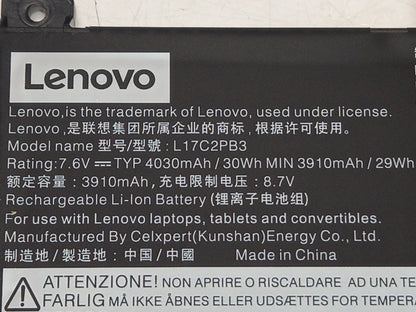 Lenovo
Lenovo,is the trademark of Lenovo, used under license.
Lenovo ,是联想集团所属企业的商标，根据许可使用。
Model name 型号/型號 : L17C2PB3
Rating:7.6V⎓ TYP 4030mAh / 30Wh MIN 3910mAh / 29Wh
额定容量：3910mAh, 充电限制电压：8.7V
Rechargeable Li-Ion Battery (锂离子电池组)
For use with Lenovo laptops, tablets and convertibles.
Manufactured By Celxpert(Kunshan)Energy Co., Ltd.
制造地／製造地：中国／中國 Made in China
ATTENZIONE! NON APRIRE O RISCALDARE AD UNA TE
FARLIG MÅ IKKE ÅBNES ELLER UDSÆTTES FOR TEMPER